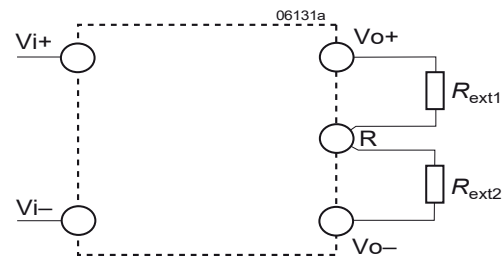 06131a
Vi+
Vo+
Rext1
R
Rext2
Vi–
Vo–